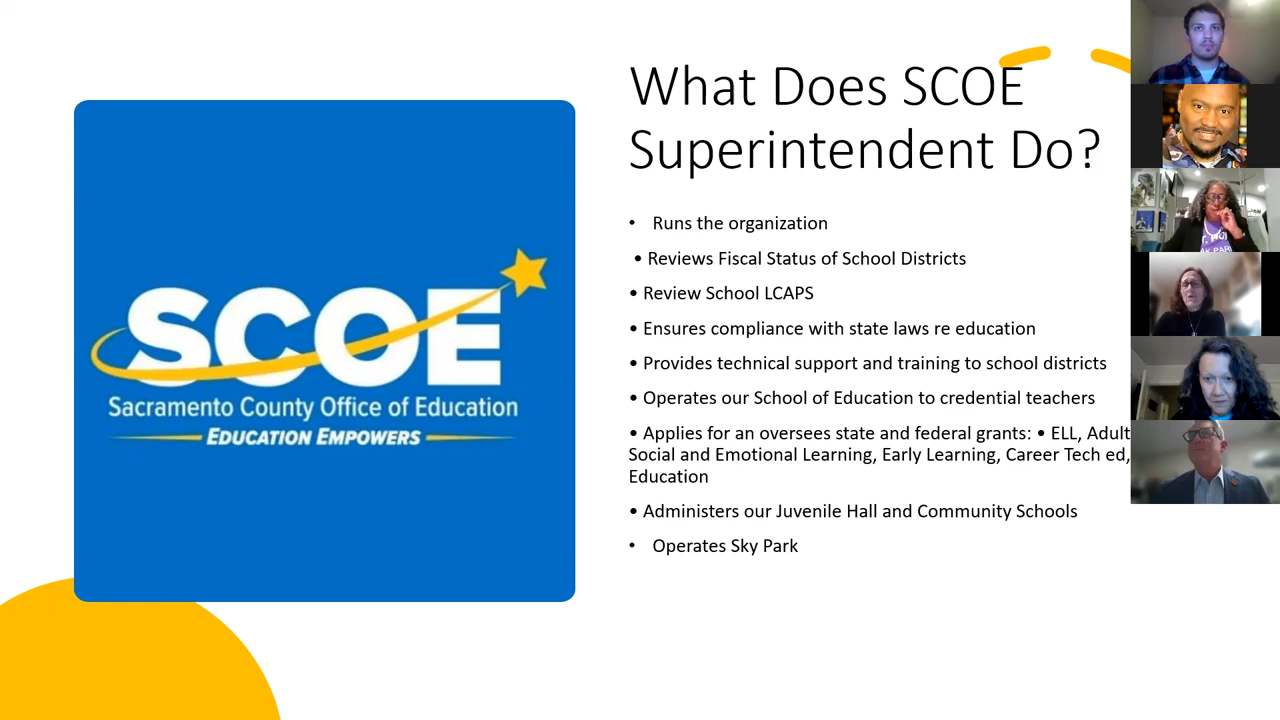 What Does SCOE
Superintendent Do?
SCOE
Sacramento County Office of Education
EDUCATION EMPOWERS
• Runs the organization
• Reviews Fiscal Status of School Districts
• Review School LCAPS
• Ensures compliance with state laws re education
• Provides technical support and training to school districts
• Operates our School of Education to credential teachers
• Applies for an oversees state and federal grants: • ELL, Adult
Social and Emotional Learning, Early Learning, Career Tech ed,
Education
• Administers our Juvenile Hall and Community Schools
• Operates Sky Park